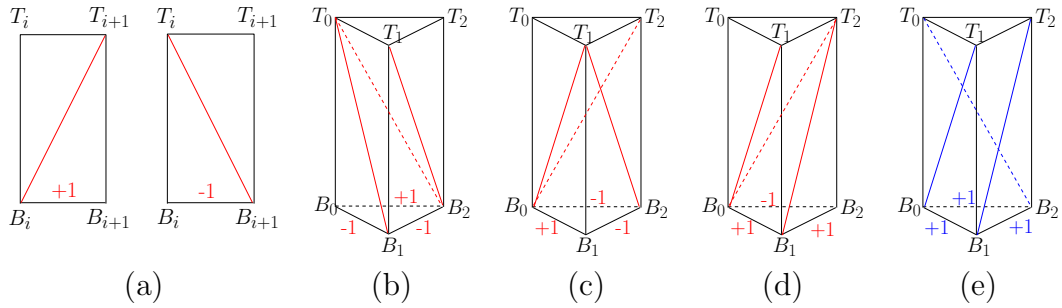 T_i T_{i+1} T_i T_{i+1} T_0 T_1 T_2 T_0 T_1 T_2 T_0 T_1 T_2 T_0 T_1 T_2
+1 -1 +1 -1 -1 +1
B_i B_{i+1} B_i B_{i+1} B_0 B_2 B_0 B_2 B_0 B_2 B_0 B_2
-1 -1 +1 -1 +1 +1 +1 +1
B_1 B_1 B_1 B_1
(a) (b) (c) (d) (e)